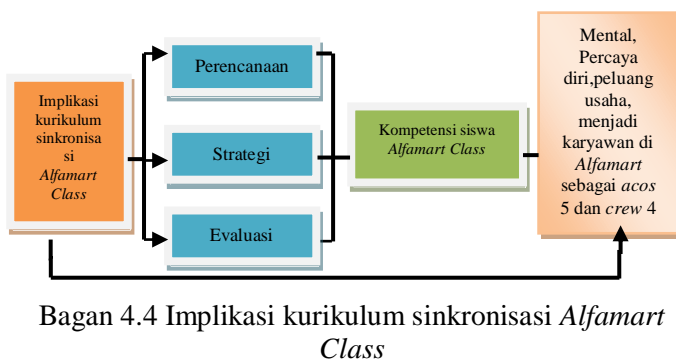 Implikasi
kurikulum
sinkronisa
si
Alfamart
Class
Perencanaan
Strategi
Evaluasi
Kompetensi siswa
Alfamart Class
Mental,
Percaya
diri,peluang
usaha,
menjadi
karyawan di
Alfamart
sebagai acos
5 dan crew 4
Bagan 4.4 Implikasi kurikulum sinkronisasi Alfamart
Class